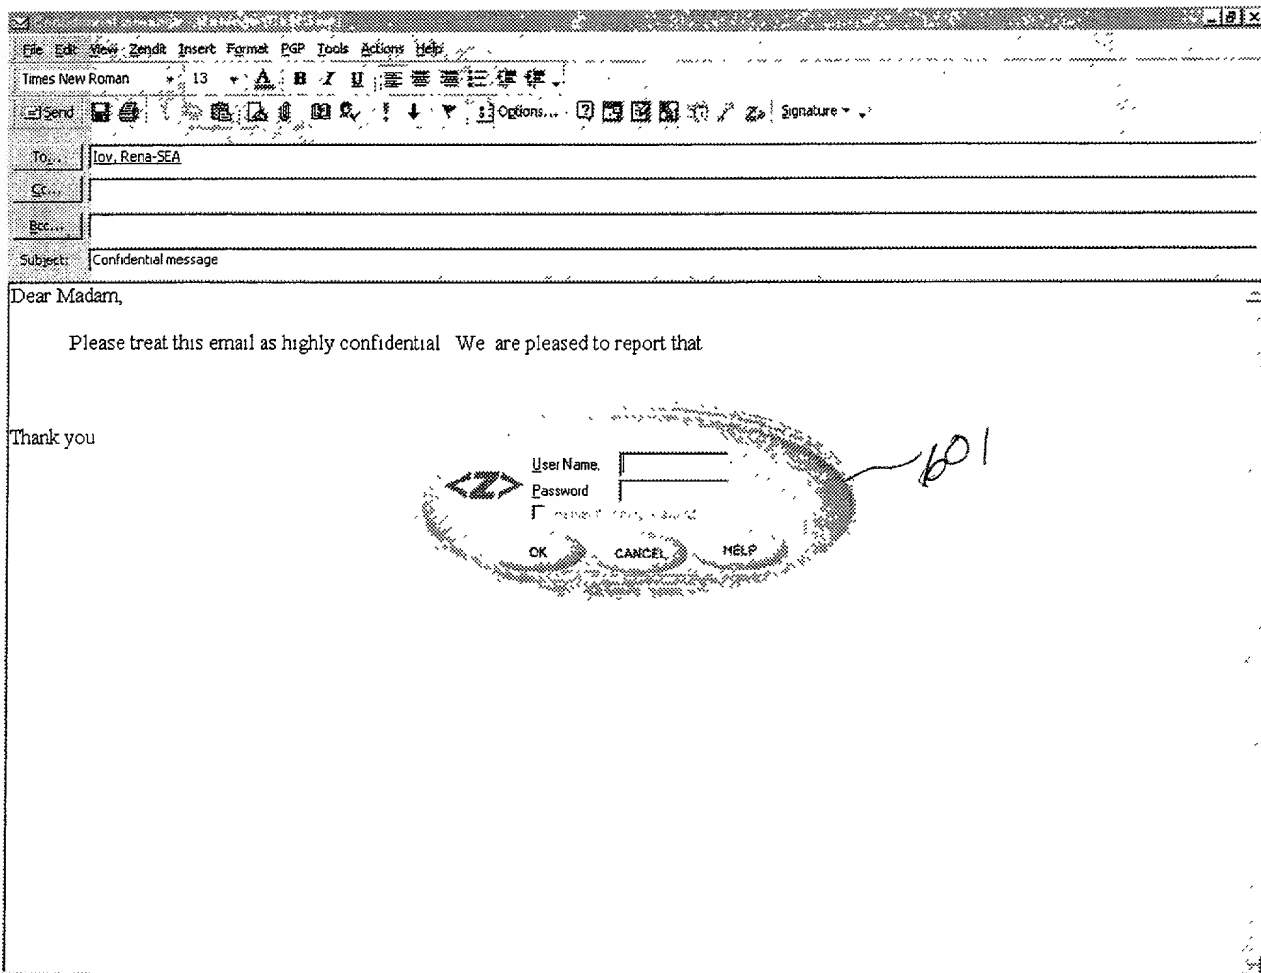 File Edit View Zendit Insert Format PGP Tools Actions Help
Times New Roman 13 A B I U
Send Options... Signature
To...
Iov, Rena-SEA
Cc...
Bcc...
Subject: Confidential message
Dear Madam,
Please treat this email as highly confidential We are pleased to report that
Thank you
User Name,
Z
Password
OK CANCEL HELP
601